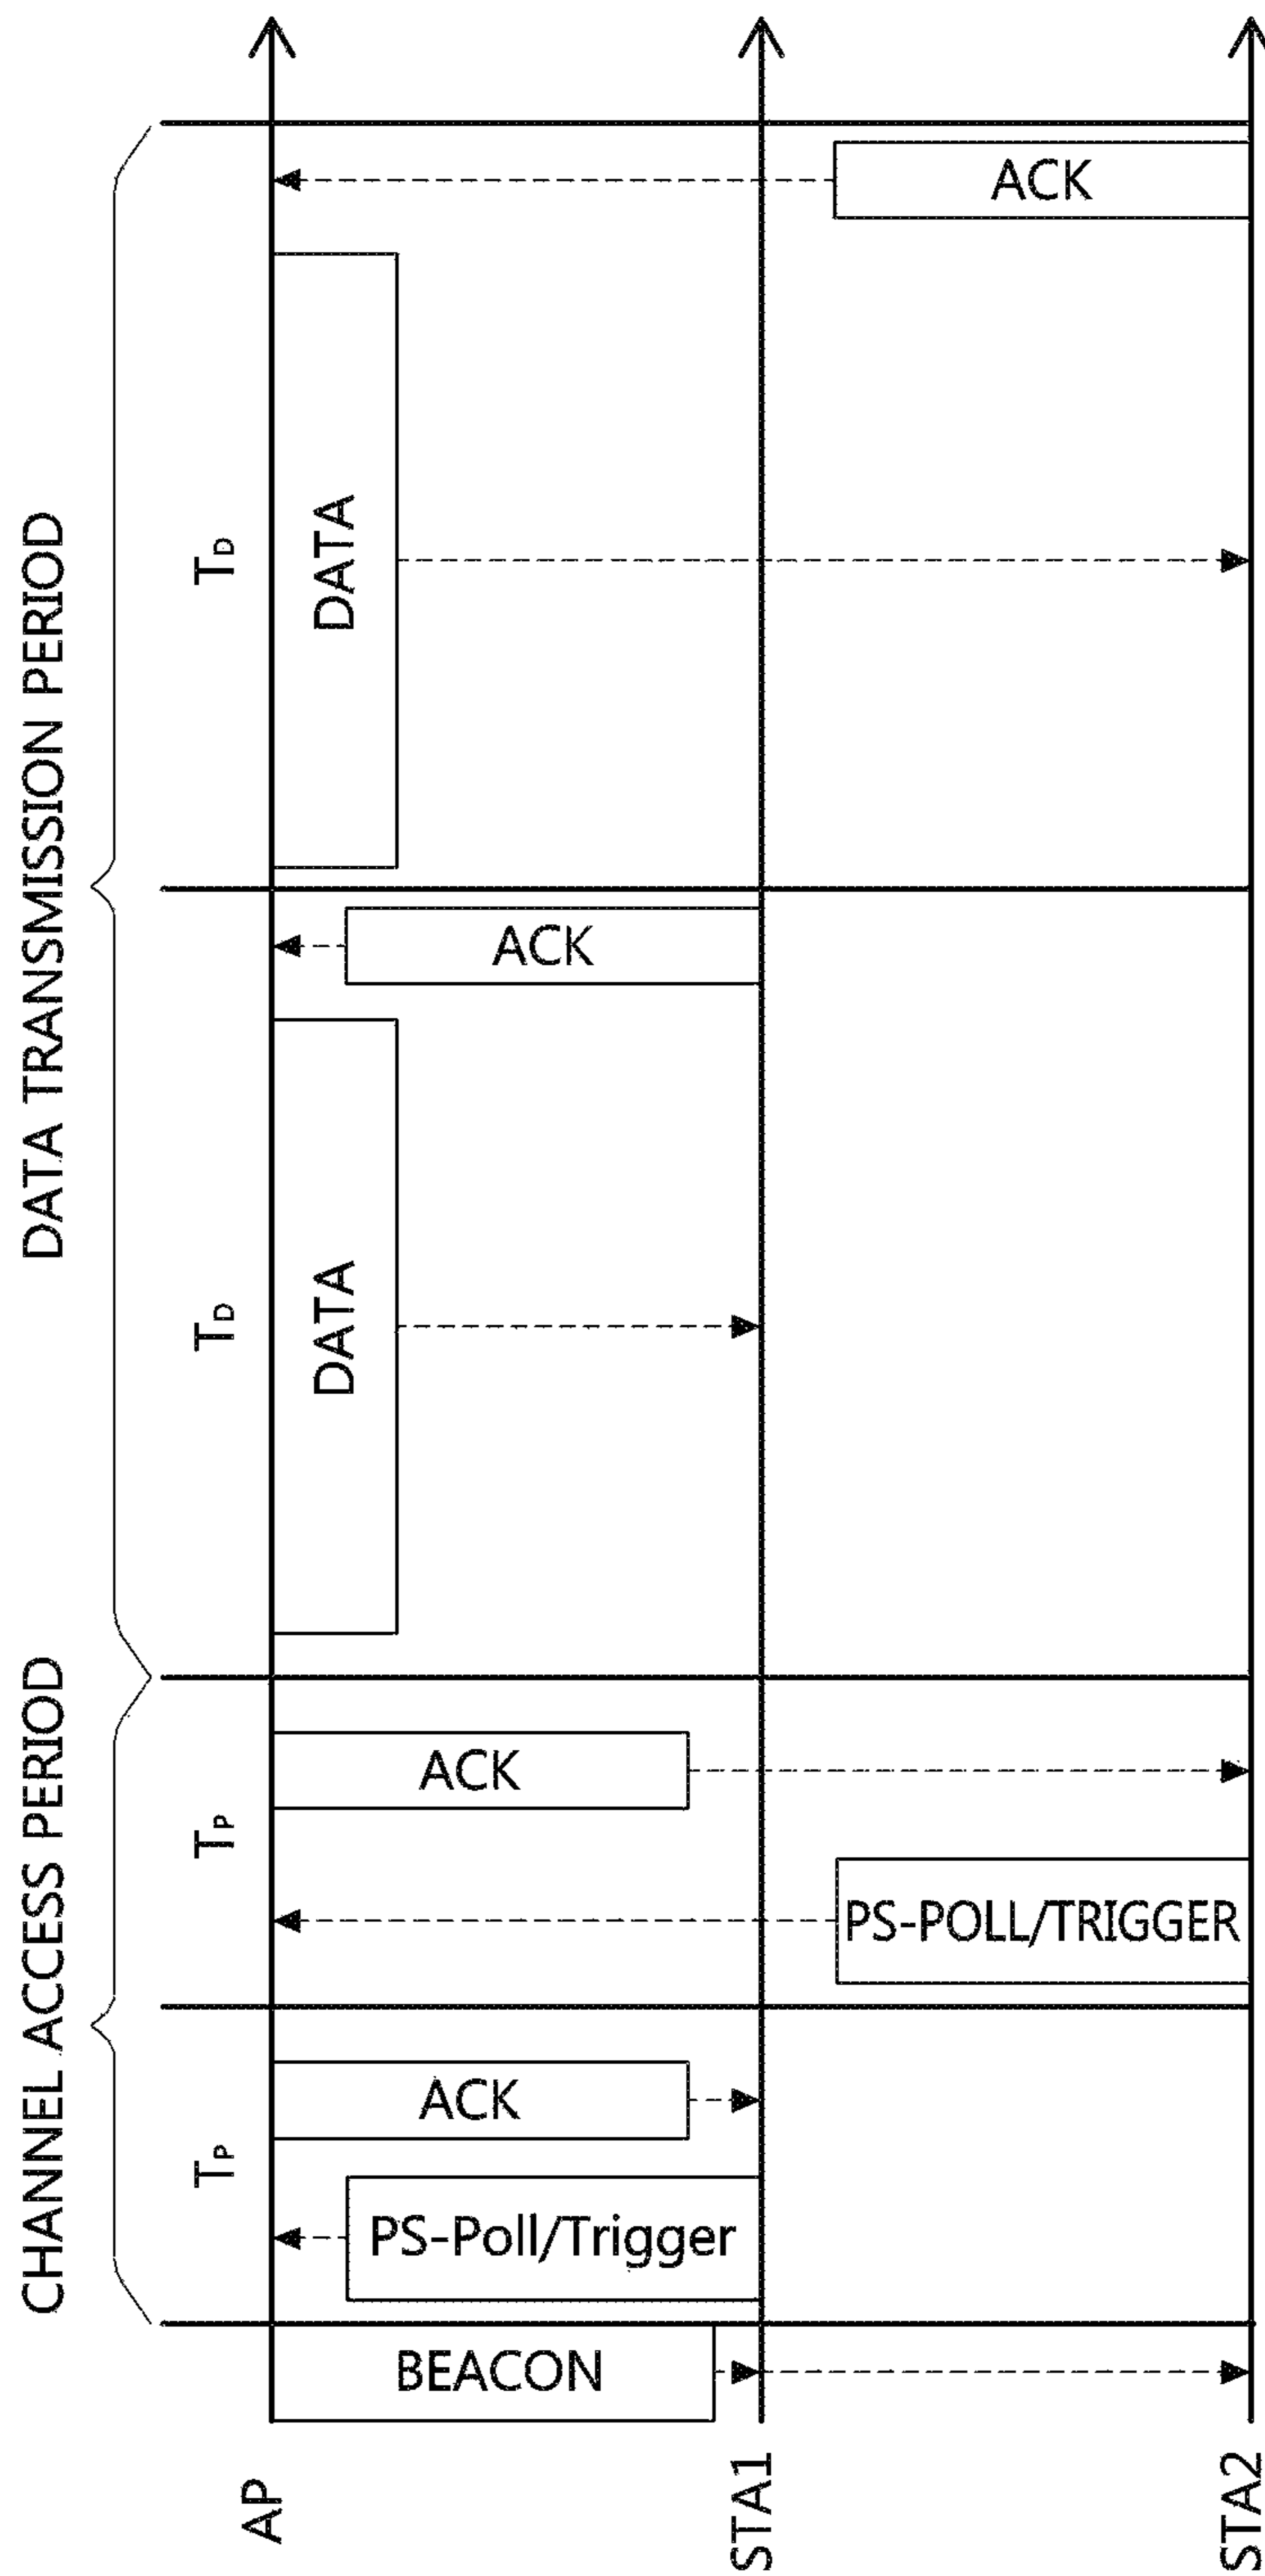 CHANNEL ACCESS PERIOD
DATA TRANSMISSION PERIOD
TP
TP
TD
TD
AP
BEACON
ACK
ACK
DATA
DATA
PS-Poll/Trigger
ACK
STA1
PS-POLL/TRIGGER
ACK
STA2